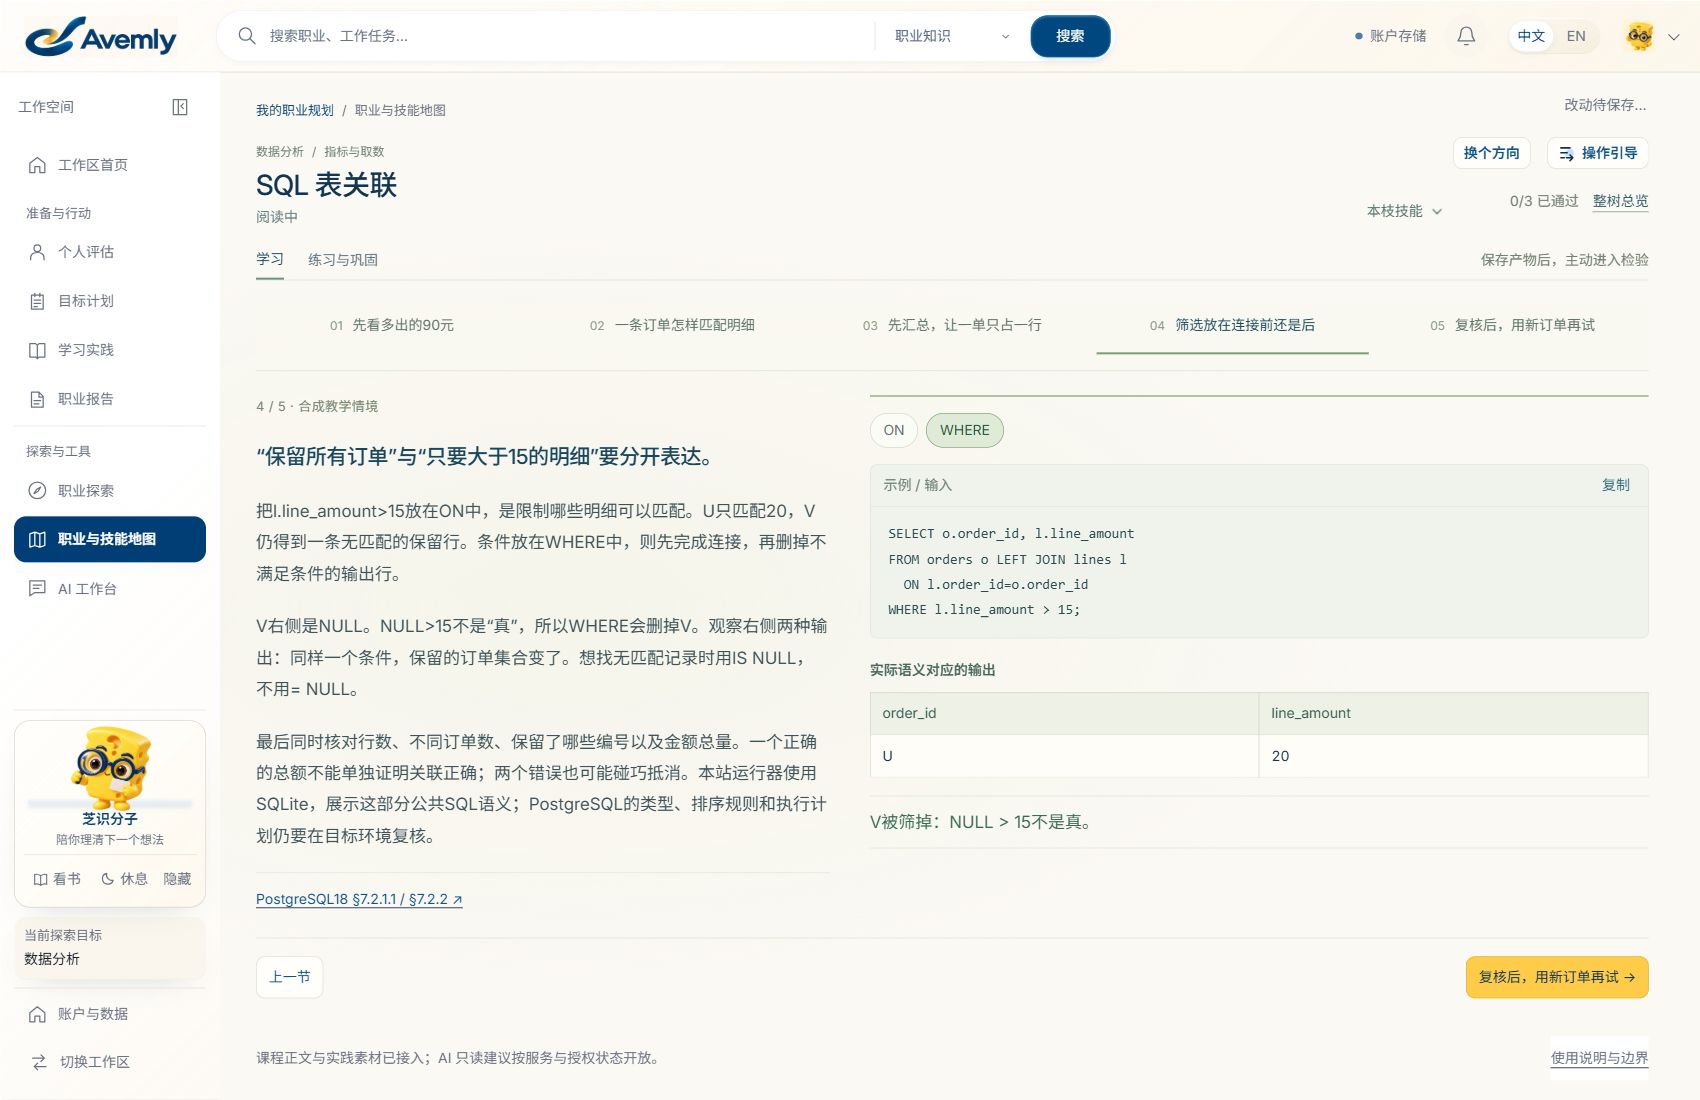 Avemly
搜索职业、工作任务...
职业知识
搜索
账户存储
中文
EN
工作空间
工作区首页
准备与行动
个人评估
目标计划
学习实践
职业报告
探索与工具
职业探索
职业与技能地图
AI 工作台
芝识分子
陪你理清下一个想法
看书
休息
隐藏
当前探索目标
数据分析
账户与数据
切换工作区
我的职业规划 / 职业与技能地图
改动待保存...
数据分析 / 指标与取数
换个方向
操作引导
SQL 表关联
阅读中
本枝技能
0/3 已通过
整树总览
学习
练习与巩固
保存产物后，主动进入检验
01 先看多出的90元
02 一条订单怎样匹配明细
03 先汇总，让一单只占一行
04 筛选放在连接前还是后
05 复核后，用新订单再试
4 / 5 · 合成教学情境
“保留所有订单”与“只要大于15的明细”要分开表达。
把l.line_amount>15放在ON中，是限制哪些明细可以匹配。U只匹配20，V
仍得到一条无匹配的保留行。条件放在WHERE中，则先完成连接，再删掉不
满足条件的输出行。
V右侧是NULL。NULL>15不是“真”，所以WHERE会删掉V。观察右侧两种输
出：同样一个条件，保留的订单集合变了。想找无匹配记录时用IS NULL，
不用= NULL。
最后同时核对行数、不同订单数、保留了哪些编号以及金额总量。一个正确
的总额不能单独证明关联正确；两个错误也可能碰巧抵消。本站运行器使用
SQLite，展示这部分公共SQL语义；PostgreSQL的类型、排序规则和执行计
划仍要在目标环境复核。
PostgreSQL18 §7.2.1.1 / §7.2.2 ↗
ON
WHERE
示例 / 输入
复制
SELECT o.order_id, l.line_amount
FROM orders o LEFT JOIN lines l
  ON l.order_id=o.order_id
WHERE l.line_amount > 15;
实际语义对应的输出
order_id
line_amount
U
20
V被筛掉：NULL > 15不是真。
上一节
复核后，用新订单再试 →
课程正文与实践素材已接入；AI 只读建议按服务与授权状态开放。
使用说明与边界